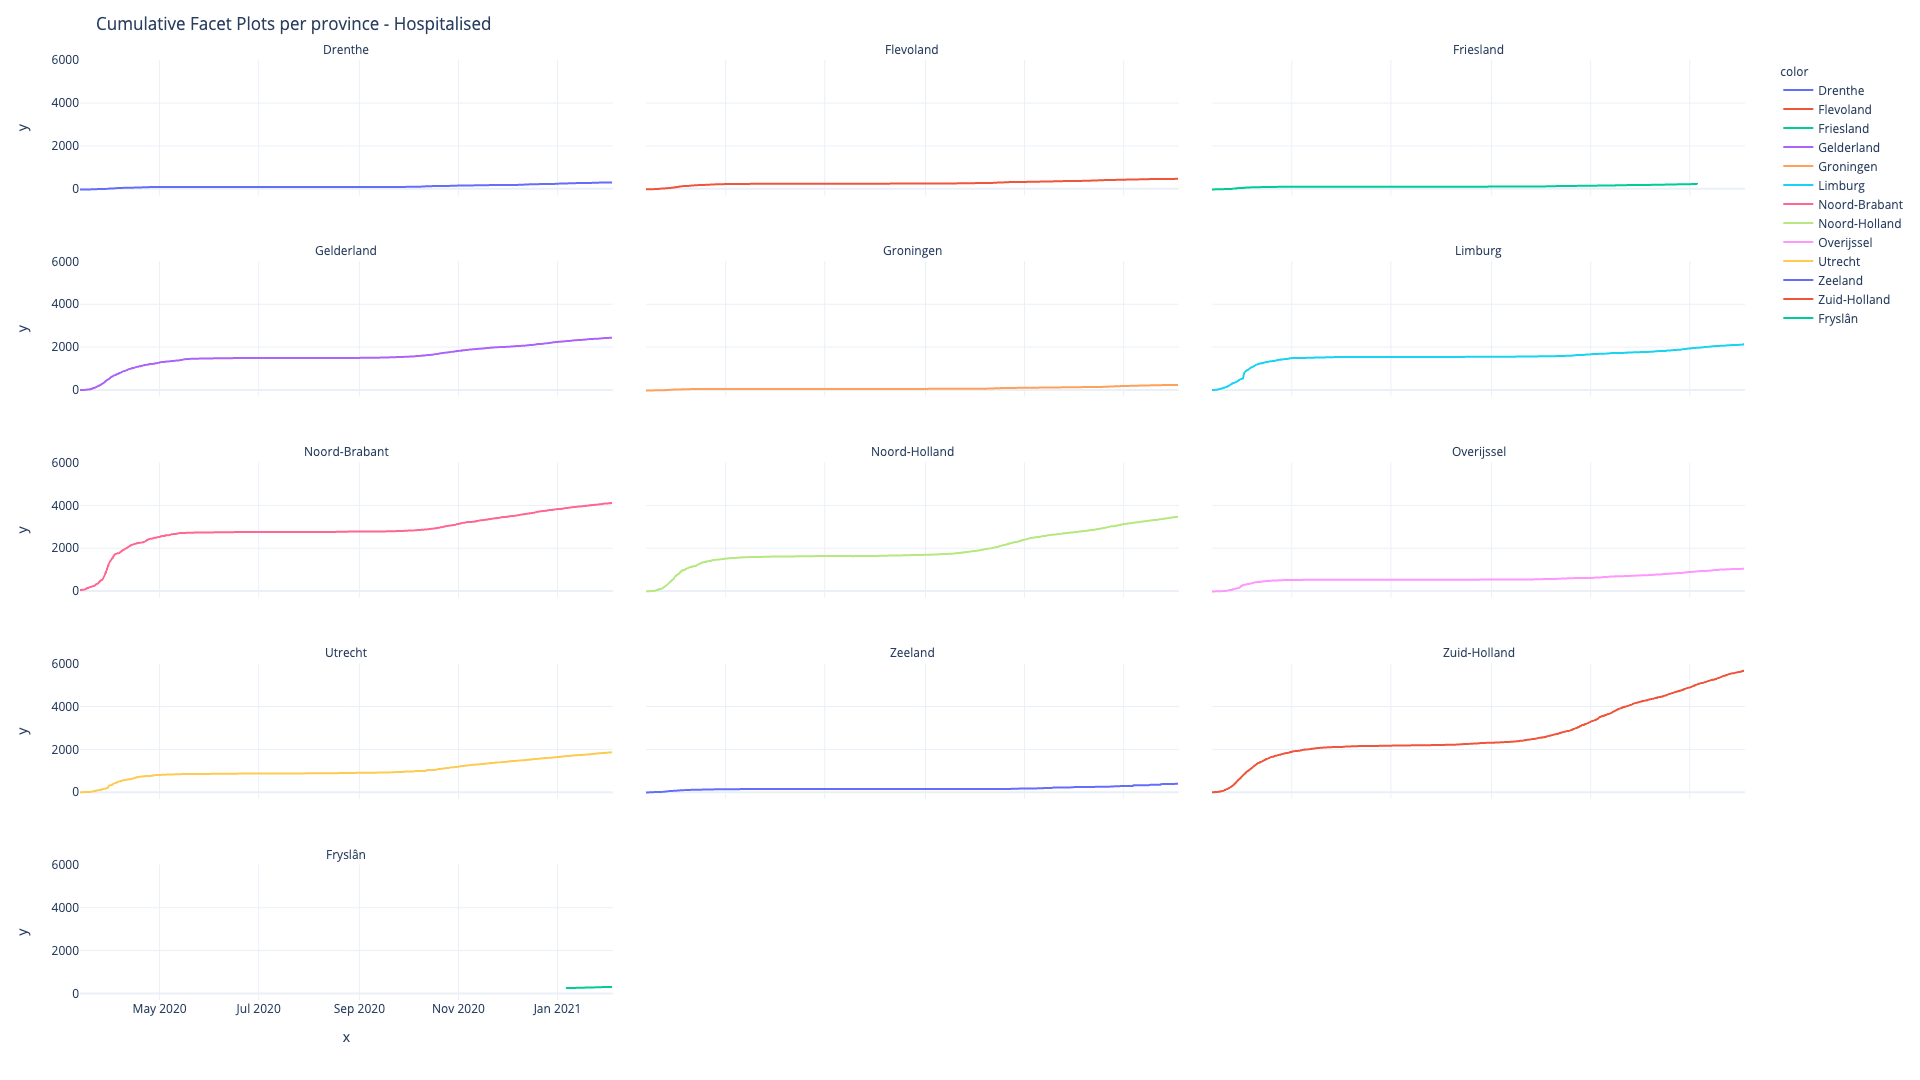 Cumulative Facet Plots per province - Hospitalised
Drenthe
Flevoland
Friesland
6000
4000
2000
0
y
Gelderland
Groningen
Limburg
6000
4000
2000
0
y
Noord-Brabant
Noord-Holland
Overijssel
6000
4000
2000
0
y
Utrecht
Zeeland
Zuid-Holland
6000
4000
2000
0
y
Fryslân
6000
4000
2000
0
y
May 2020
Jul 2020
Sep 2020
Nov 2020
Jan 2021
x
color
Drenthe
Flevoland
Friesland
Gelderland
Groningen
Limburg
Noord-Brabant
Noord-Holland
Overijssel
Utrecht
Zeeland
Zuid-Holland
Fryslân